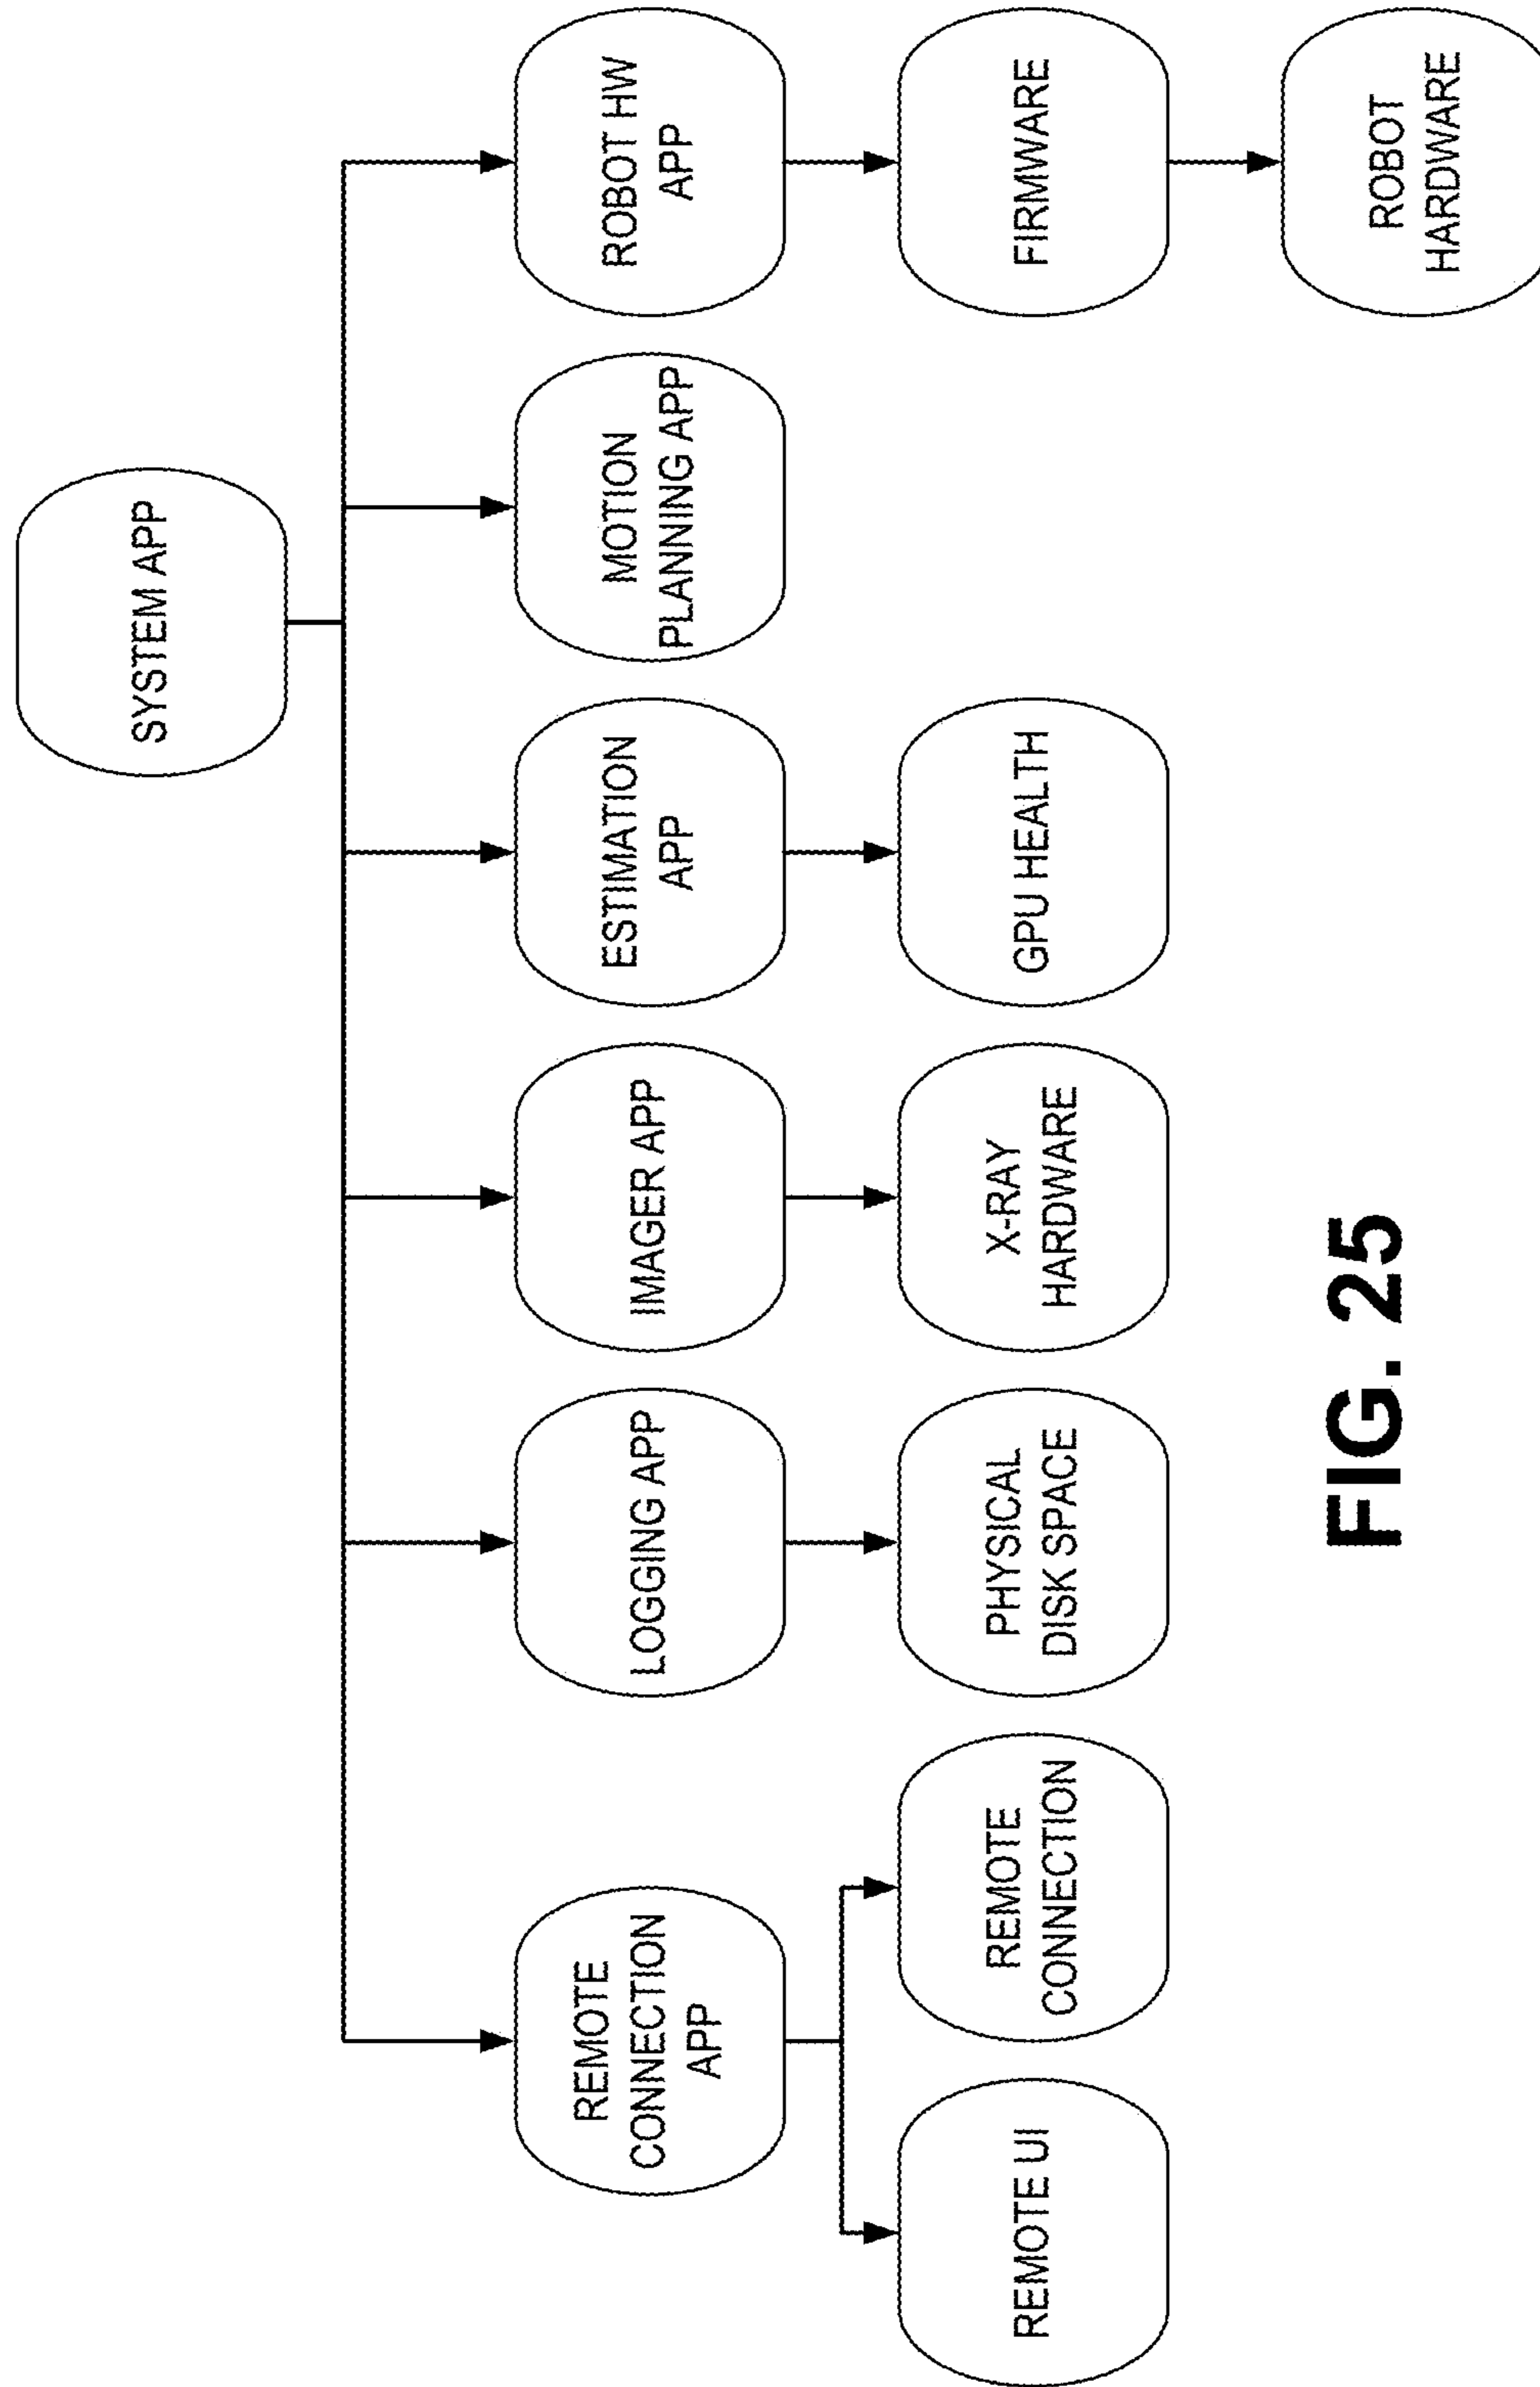 SYSTEM APP
REMOTE
CONNECTION
APP
LOGGING APP
IMAGER APP
ESTIMATION
APP
MOTION
PLANNING APP
ROBOT HW
APP
REMOTE UI
REMOTE
CONNECTION
PHYSICAL
DISK SPACE
X-RAY
HARDWARE
GPU HEALTH
FIRMWARE
ROBOT
HARDWARE
FIG. 25